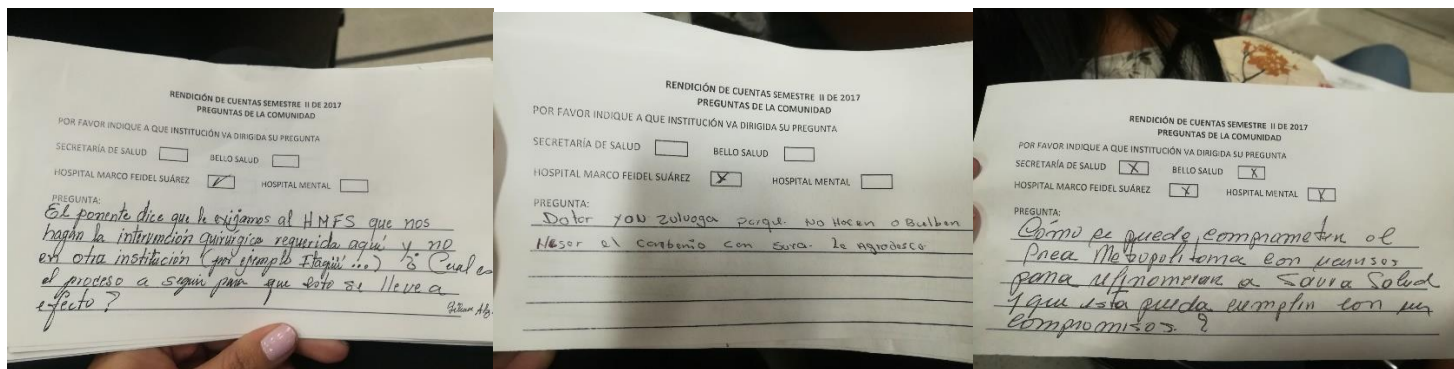 RENDICIÓN DE CUENTAS SEMESTRE II DE 2017
PREGUNTAS DE LA COMUNIDAD
POR FAVOR INDIQUE A QUE INSTITUCIÓN VA DIRIGIDA SU PREGUNTA
SECRETARÍA DE SALUD BELLO SALUD
HOSPITAL MARCO FEIDEL SUÁREZ HOSPITAL MENTAL
PREGUNTA:
El ponente dice que le exijamos al HMFS que nos
hagan la intervención quirúrgica requerida aquí y no
en otra institución (por ejemplo Itagüí ...) ¿ Cual es
el proceso a seguir para que esto se lleve a
efecto ?
RENDICIÓN DE CUENTAS SEMESTRE II DE 2017
PREGUNTAS DE LA COMUNIDAD
POR FAVOR INDIQUE A QUE INSTITUCIÓN VA DIRIGIDA SU PREGUNTA
SECRETARÍA DE SALUD BELLO SALUD
HOSPITAL MARCO FEIDEL SUÁREZ X HOSPITAL MENTAL
PREGUNTA:
Dotor YON Zuluoga porque. No Hacen o Bulben
Haser el conbenio con Sura. le Agrodesco
RENDICIÓN DE CUENTAS SEMESTRE II DE 2017
PREGUNTAS DE LA COMUNIDAD
POR FAVOR INDIQUE A QUE INSTITUCIÓN VA DIRIGIDA SU PREGUNTA
SECRETARÍA DE SALUD X BELLO SALUD X
HOSPITAL MARCO FEIDEL SUÁREZ X HOSPITAL MENTAL X
PREGUNTA:
Cómo se puede comprometer el
Area Metropolitana con recursos
para a Savia Salud
y que esta pueda cumplir con sus
compromisos ?